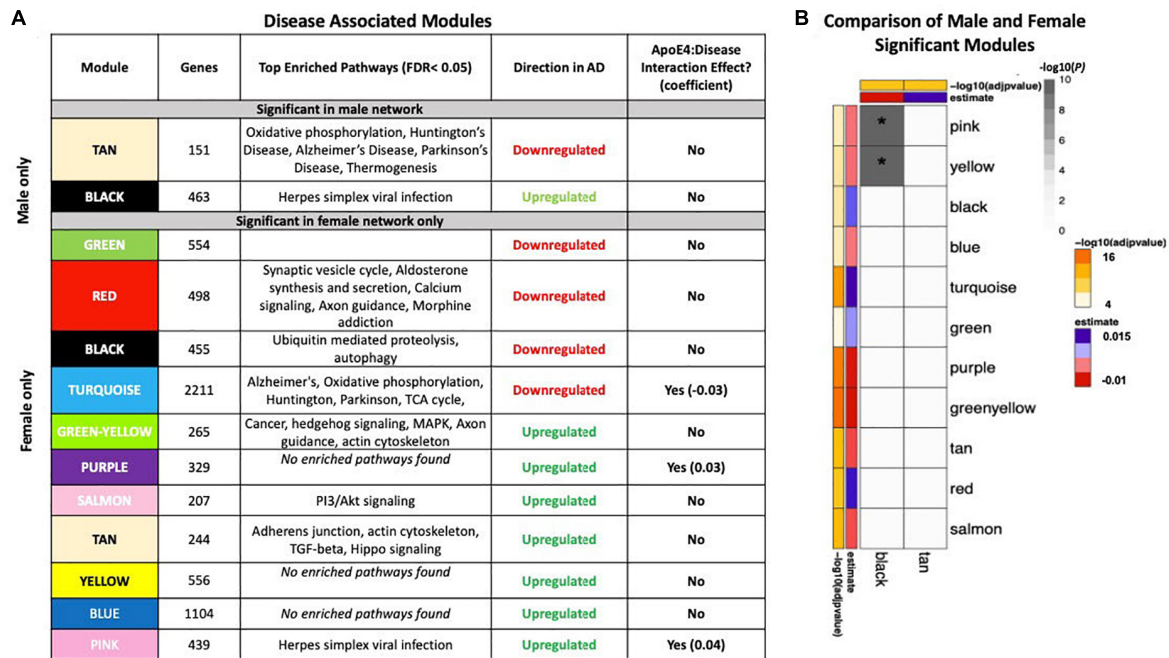 A
Disease Associated Modules
Module
Genes
Top Enriched Pathways (FDR< 0.05)
Direction in AD
ApoE4:Disease
Interaction Effect?
(coefficient)
Significant in male network
Male only
TAN
151
Oxidative phosphorylation, Huntington's
Disease, Alzheimer's Disease, Parkinson's
Disease, Thermogenesis
Downregulated
No
BLACK
463
Herpes simplex viral infection
Upregulated
No
Significant in female network only
Female only
GREEN
554
Downregulated
No
RED
498
Synaptic vesicle cycle, Aldosterone
synthesis and secretion, Calcium
signaling, Axon guidance, Morphine
addiction
Downregulated
No
BLACK
455
Ubiquitin mediated proteolysis,
autophagy
Downregulated
No
TURQUOISE
2211
Alzheimer's, Oxidative phosphorylation,
Huntington, Parkinson, TCA cycle,
Downregulated
Yes (-0.03)
GREEN-YELLOW
265
Cancer, hedgehog signaling, MAPK, Axon
guidance, actin cytoskeleton
Upregulated
No
PURPLE
329
No enriched pathways found
Upregulated
Yes (0.03)
SALMON
207
PI3/Akt signaling
Upregulated
No
TAN
244
Adherens junction, actin cytoskeleton,
TGF-beta, Hippo signaling
Upregulated
No
YELLOW
556
No enriched pathways found
Upregulated
No
BLUE
1104
No enriched pathways found
Upregulated
No
PINK
439
Herpes simplex viral infection
Upregulated
Yes (0.04)
B
Comparison of Male and Female
Significant Modules
-log10(P)
10
8
6
4
2
0
-log10(adjpvalue)
estimate
*
*
pink
yellow
black
blue
turquoise
green
purple
greenyellow
tan
red
salmon
-log10(adjpvalue)
estimate
black
tan
-log10(adjpvalue)
16
4
estimate
0.015
-0.01